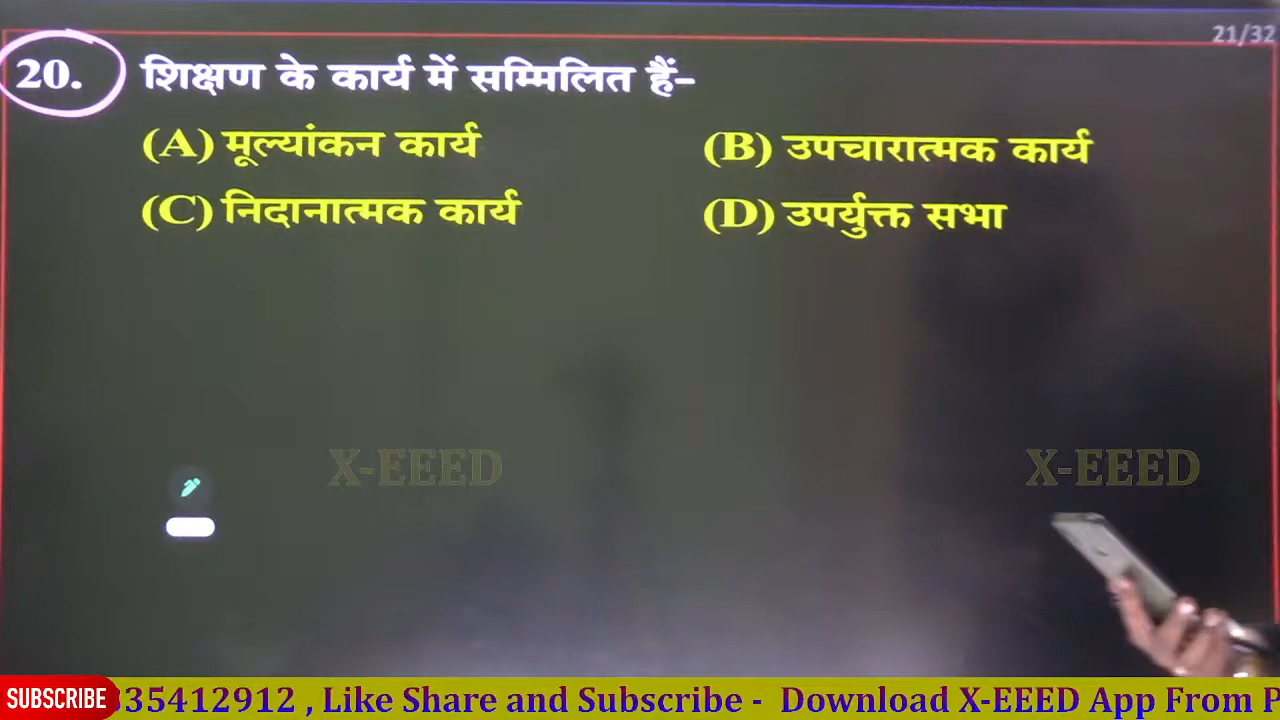 21/32
20. शिक्षण के कार्य में सम्मिलित हैं-
(A) मूल्यांकन कार्य (B) उपचारात्मक कार्य
(C) निदानात्मक कार्य (D) उपर्युक्त सभा
X-EEED X-EEED
SUBSCRIBE 335412912 , Like Share and Subscribe - Download X-EEED App From P